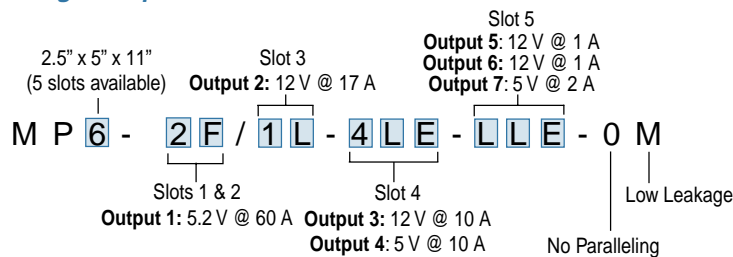 Slot 5
Output 5: 12 V @ 1 A
Output 6: 12 V @ 1 A
Output 7: 5 V @ 2 A
Slot 3
Output 2: 12 V @ 17 A
2.5” x 5” x 11”
(5 slots available)
M P 6 - 2 F / 1 L - 4 L E - L L E - 0 M
Slots 1 & 2
Output 1: 5.2 V @ 60 A
Slot 4
Output 3: 12 V @ 10 A
Output 4: 5 V @ 10 A
Low Leakage
No Paralleling